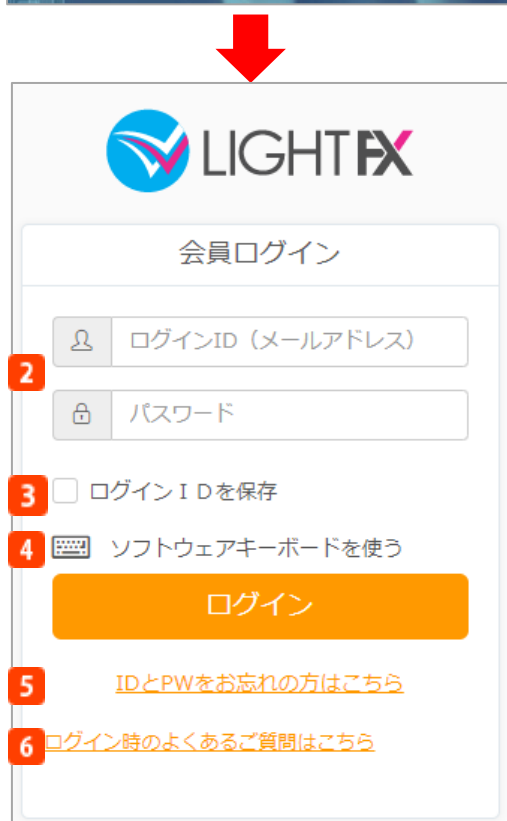 LIGHT FX
会員ログイン
ログインID（メールアドレス）
2
パスワード
3 ログインＩＤを保存
4 ソフトウェアキーボードを使う
ログイン
5 IDとPWをお忘れの方はこちら
6 ログイン時のよくあるご質問はこちら